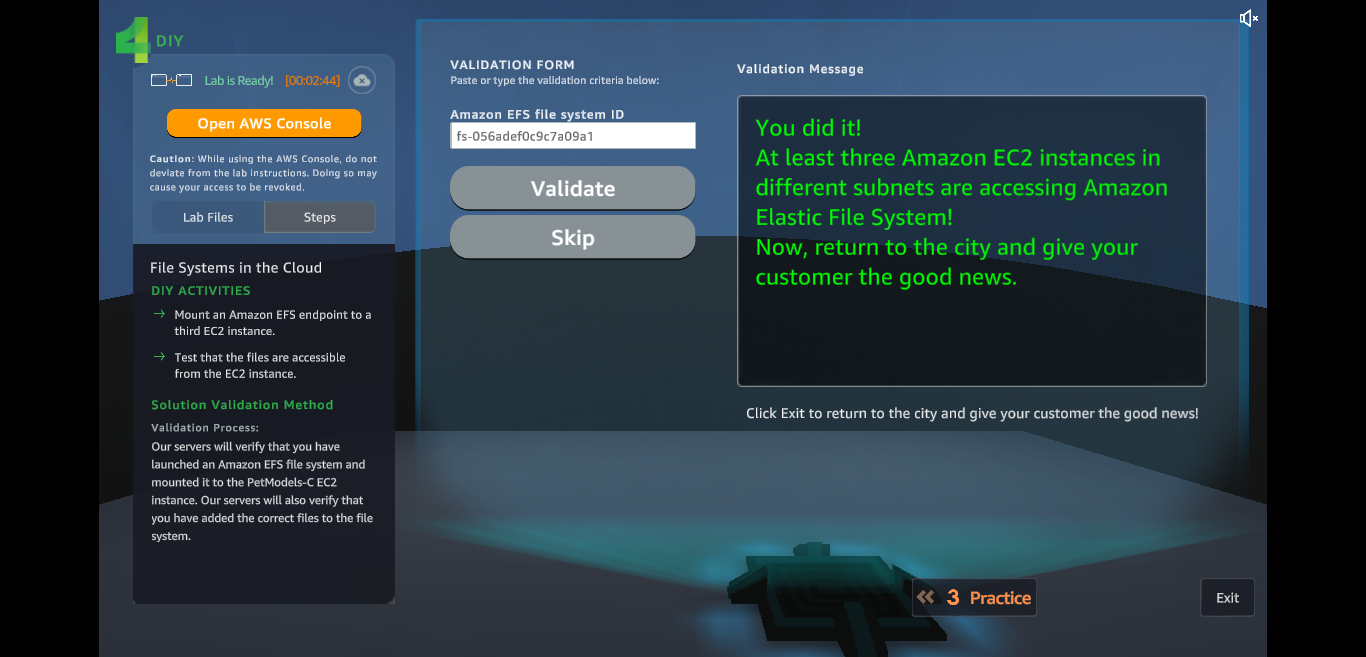 4 DIY
Lab is Ready! [00:02:44]
Open AWS Console
Caution: While using the AWS Console, do not
deviate from the lab instructions. Doing so may
cause your access to be revoked.
Lab Files Steps
File Systems in the Cloud
DIY ACTIVITIES
→ Mount an Amazon EFS endpoint to a
third EC2 instance.
→ Test that the files are accessible
from the EC2 instance.
Solution Validation Method
Validation Process:
Our servers will verify that you have
launched an Amazon EFS file system and
mounted it to the PetModels-C EC2
instance. Our servers will also verify that
you have added the correct files to the file
system.
VALIDATION FORM
Paste or type the validation criteria below:
Amazon EFS file system ID
fs-056adef0c9c7a09a1
Validate
Skip
Validation Message
You did it!
At least three Amazon EC2 instances in
different subnets are accessing Amazon
Elastic File System!
Now, return to the city and give your
customer the good news.
Click Exit to return to the city and give your customer the good news!
« 3 Practice
Exit